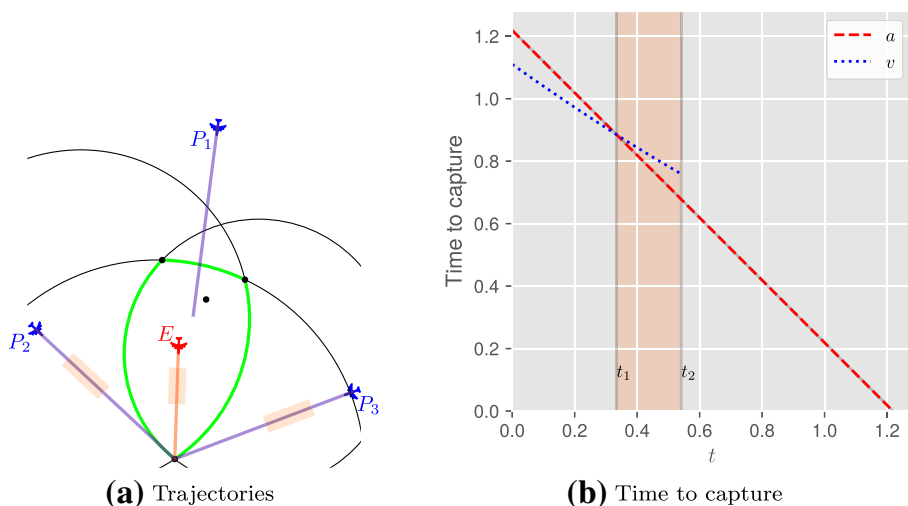 P₁
E
P₂
P₃
(a) Trajectories
1.2
1.0
0.8
0.6
0.4
0.2
0.0
Time to capture
a
v
t₁
t₂
0.0 0.2 0.4 0.6 0.8 1.0 1.2
t
(b) Time to capture